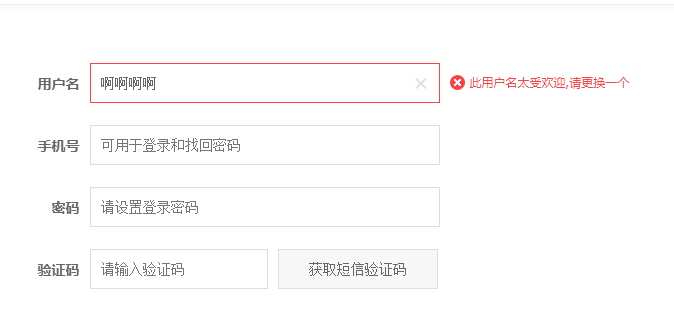 用户名 啊啊啊啊 此用户名太受欢迎,请更换一个
手机号 可用于登录和找回密码
密码 请设置登录密码
验证码 请输入验证码 获取短信验证码